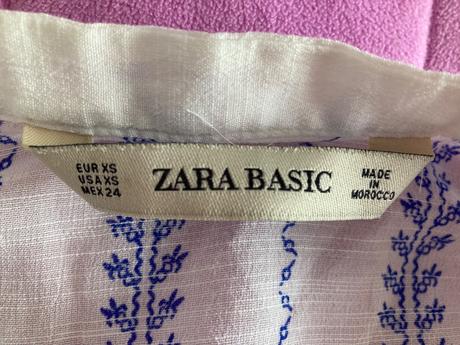 EUR XS
USA XS
MEX 24
ZARA BASIC
MADE
IN
MOROCCO